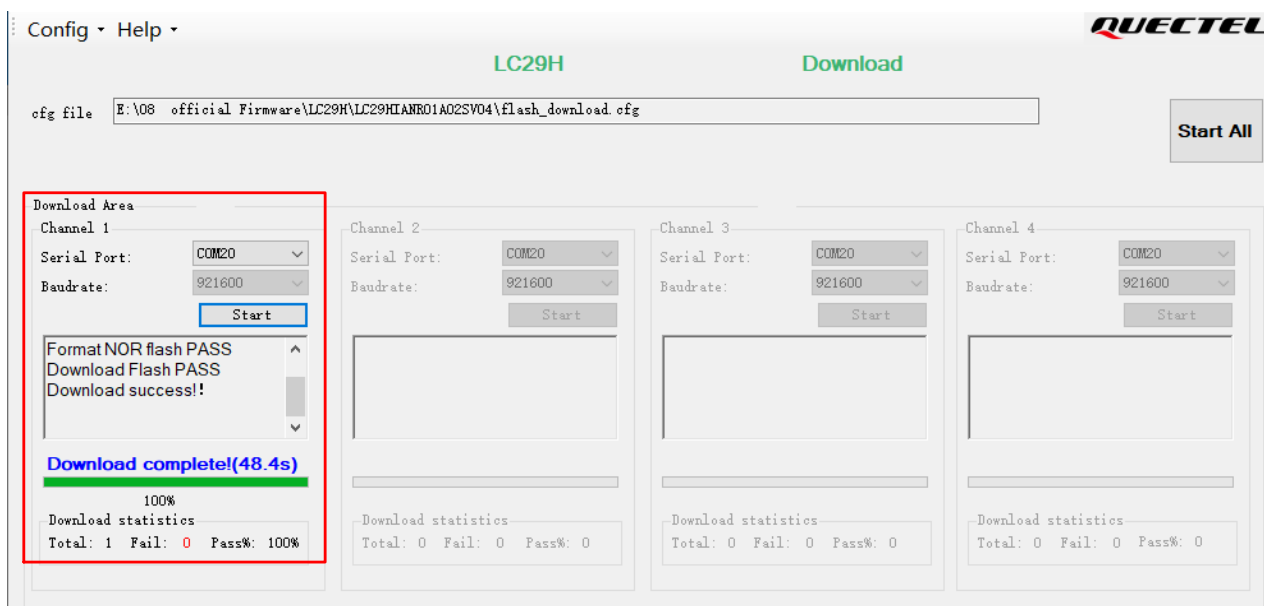 Config Help
QUECTEL
LC29H Download
cfg file E:\08 official Firmware\LC29H\LC29HIANR01A02SV04\flash_download.cfg
Start All
Download Area
Channel 1
Serial Port: COM20
Baudrate: 921600
Start
Format NOR flash PASS
Download Flash PASS
Download success!!
Download complete!(48.4s)
100%
Download statistics
Total: 1 Fail: 0 Pass%: 100%
Channel 2
Serial Port: COM20
Baudrate: 921600
Start
Download statistics
Total: 0 Fail: 0 Pass%: 0
Channel 3
Serial Port: COM20
Baudrate: 921600
Start
Download statistics
Total: 0 Fail: 0 Pass%: 0
Channel 4
Serial Port: COM20
Baudrate: 921600
Start
Download statistics
Total: 0 Fail: 0 Pass%: 0